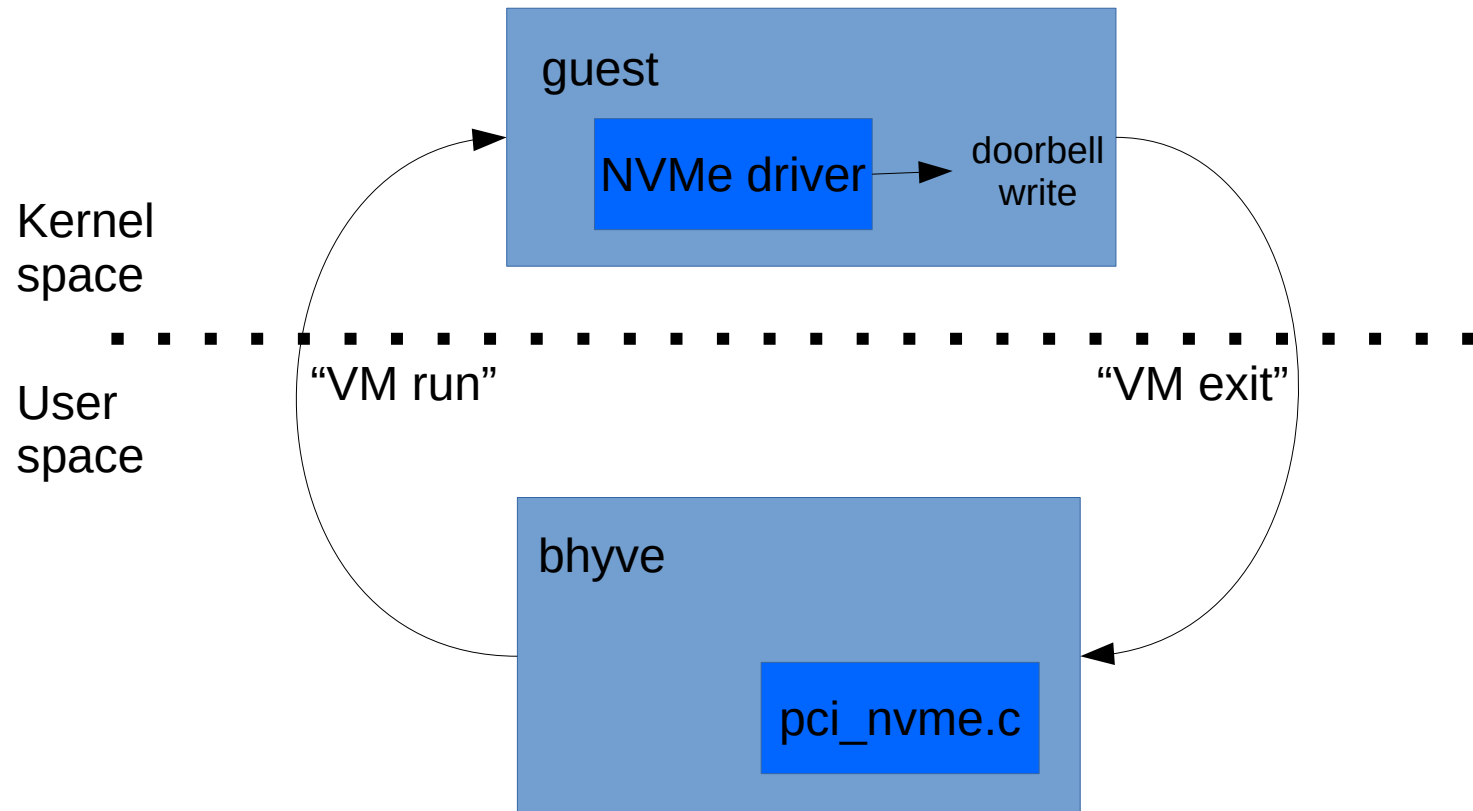 guest
NVMe driver
doorbell
write
Kernel
space
“VM run”
“VM exit”
User
space
bhyve
pci_nvme.c